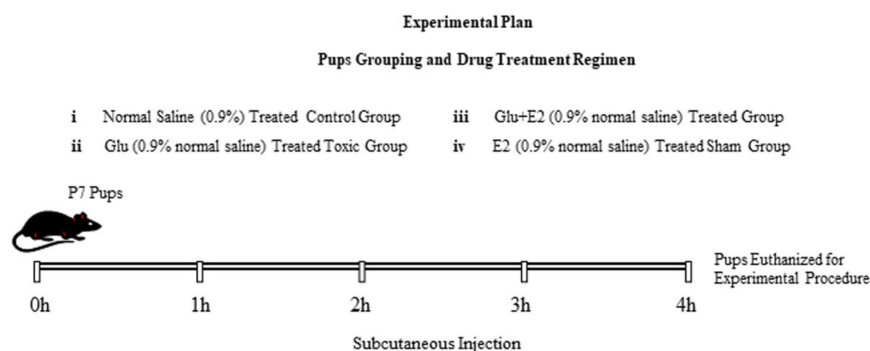 Experimental Plan
Pups Grouping and Drug Treatment Regimen
i Normal Saline (0.9%) Treated Control Group
ii Glu (0.9% normal saline) Treated Toxic Group
iii Glu+E2 (0.9% normal saline) Treated Group
iv E2 (0.9% normal saline) Treated Sham Group
P7 Pups
0h 1h 2h 3h 4h
Pups Euthanized for
Experimental Procedure
Subcutaneous Injection